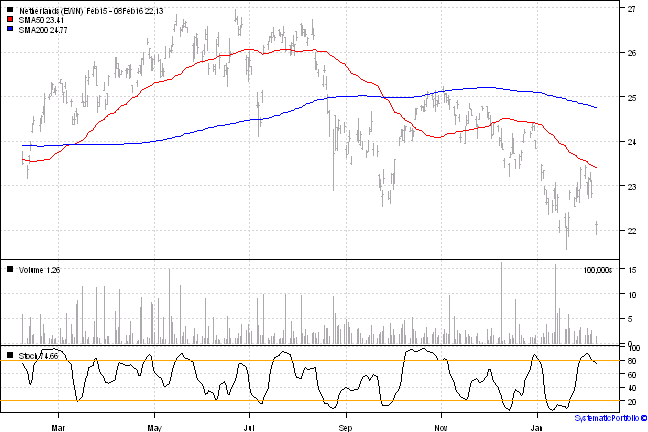 Netherlands (EWN) Feb15 - 08Feb16 22.13
SMA50 23.41
SMA200 24.77
27
26
25
24
23
22
Volume 1.26
100,000s
15
10
5
0
Stoch 74.66
100
80
60
40
20
Mar May Jul Sep Nov Jan
SystematicPortfolio ©